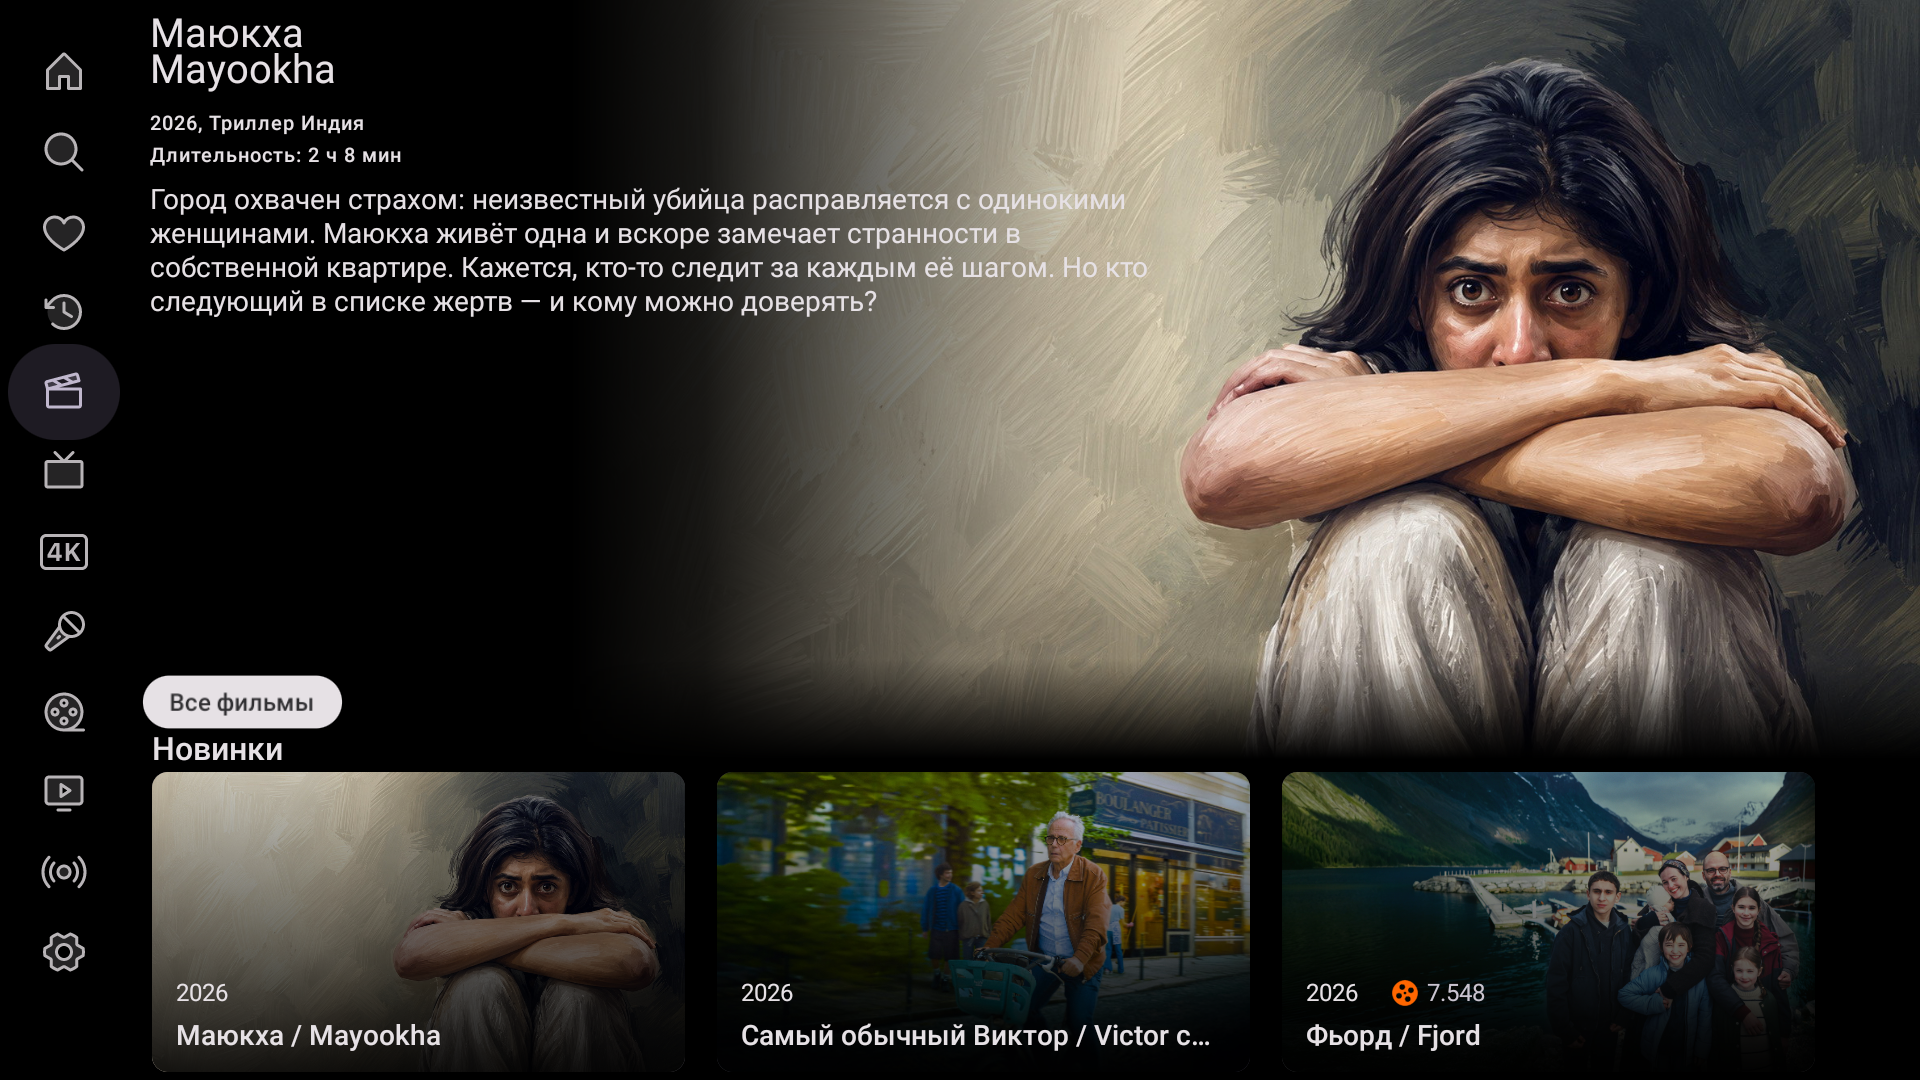 Маюкха
Mayookha
2026, Триллер Индия
Длительность: 2 ч 8 мин
Город охвачен страхом: неизвестный убийца расправляется с одинокими
женщинами. Маюкха живёт одна и вскоре замечает странности в
собственной квартире. Кажется, кто-то следит за каждым её шагом. Но кто
следующий в списке жертв — и кому можно доверять?
4K
Все фильмы
Новинки
2026
Маюкха / Mayookha
BOULANGER
PATISSIER
2026
Самый обычный Виктор / Victor c...
2026 7.548
Фьорд / Fjord